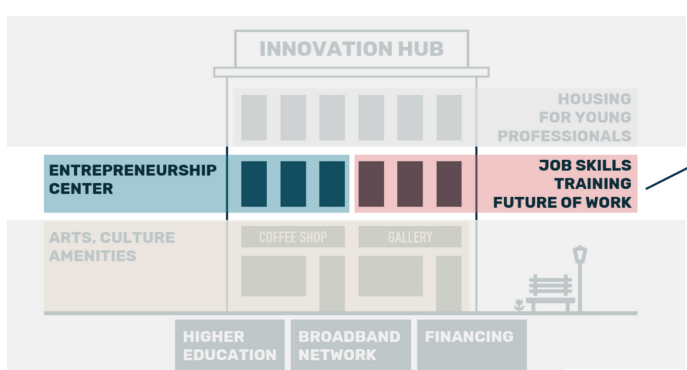 INNOVATION HUB
HOUSING
FOR YOUNG
PROFESSIONALS
ENTREPRENEURSHIP
CENTER
JOB SKILLS
TRAINING
FUTURE OF WORK
ARTS, CULTURE
AMENITIES
COFFEE SHOP
GALLERY
HIGHER
EDUCATION
BROADBAND
NETWORK
FINANCING